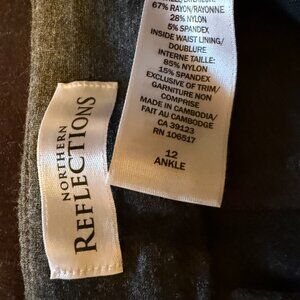 NORTHERN
REFLECTIONS
67% RAYON/RAYONNE
28% NYLON
5% SPANDEX
INSIDE WAIST LINING/
DOUBLURE
INTERNE TAILLE:
85% NYLON
15% SPANDEX
EXCLUSIVE OF TRIM/
GARNITURE NON
COMPRISE
MADE IN CAMBODIA/
FAIT AU CAMBODGE
CA 39123
RN 106517
12
ANKLE